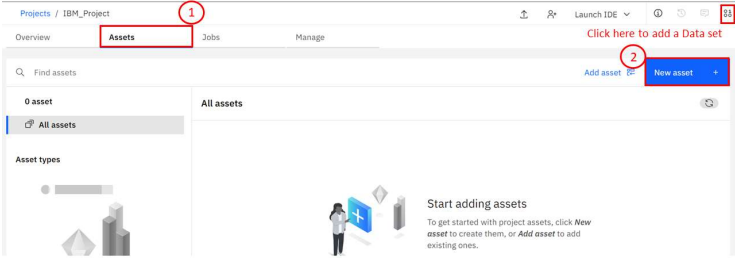 Projects / IBM_Project
1
Launch IDE
Overview
Assets
Jobs
Manage
Click here to add a Data set
2
Find assets
Add asset
New asset +
0 asset
All assets
All assets
Asset types
Start adding assets
To get started with project assets, click New
asset to create them, or Add asset to add
existing ones.